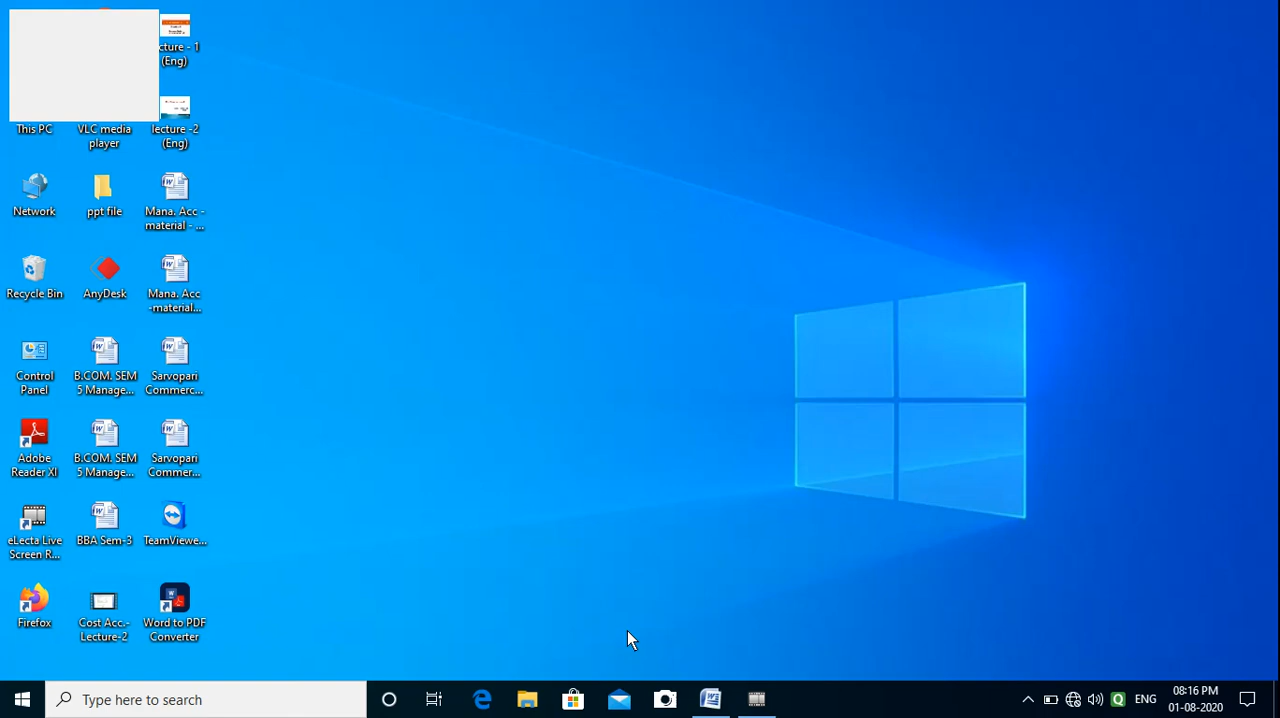 This PC
VLC media
player
cture - 1
(Eng)
lecture -2
(Eng)
Network
ppt file
Mana. Acc -
material - ...
Recycle Bin
AnyDesk
Mana. Acc
-material...
Control
Panel
B.COM. SEM
5 Manage...
Sarvopari
Commerc...
Adobe
Reader XI
B.COM. SEM
5 Manage...
Sarvopari
Commer...
eLecta Live
Screen R...
BBA Sem-3
TeamViewe...
Firefox
Cost Acc.-
Lecture-2
Word to PDF
Converter
Type here to search
ENG
08:16 PM
01-08-2020